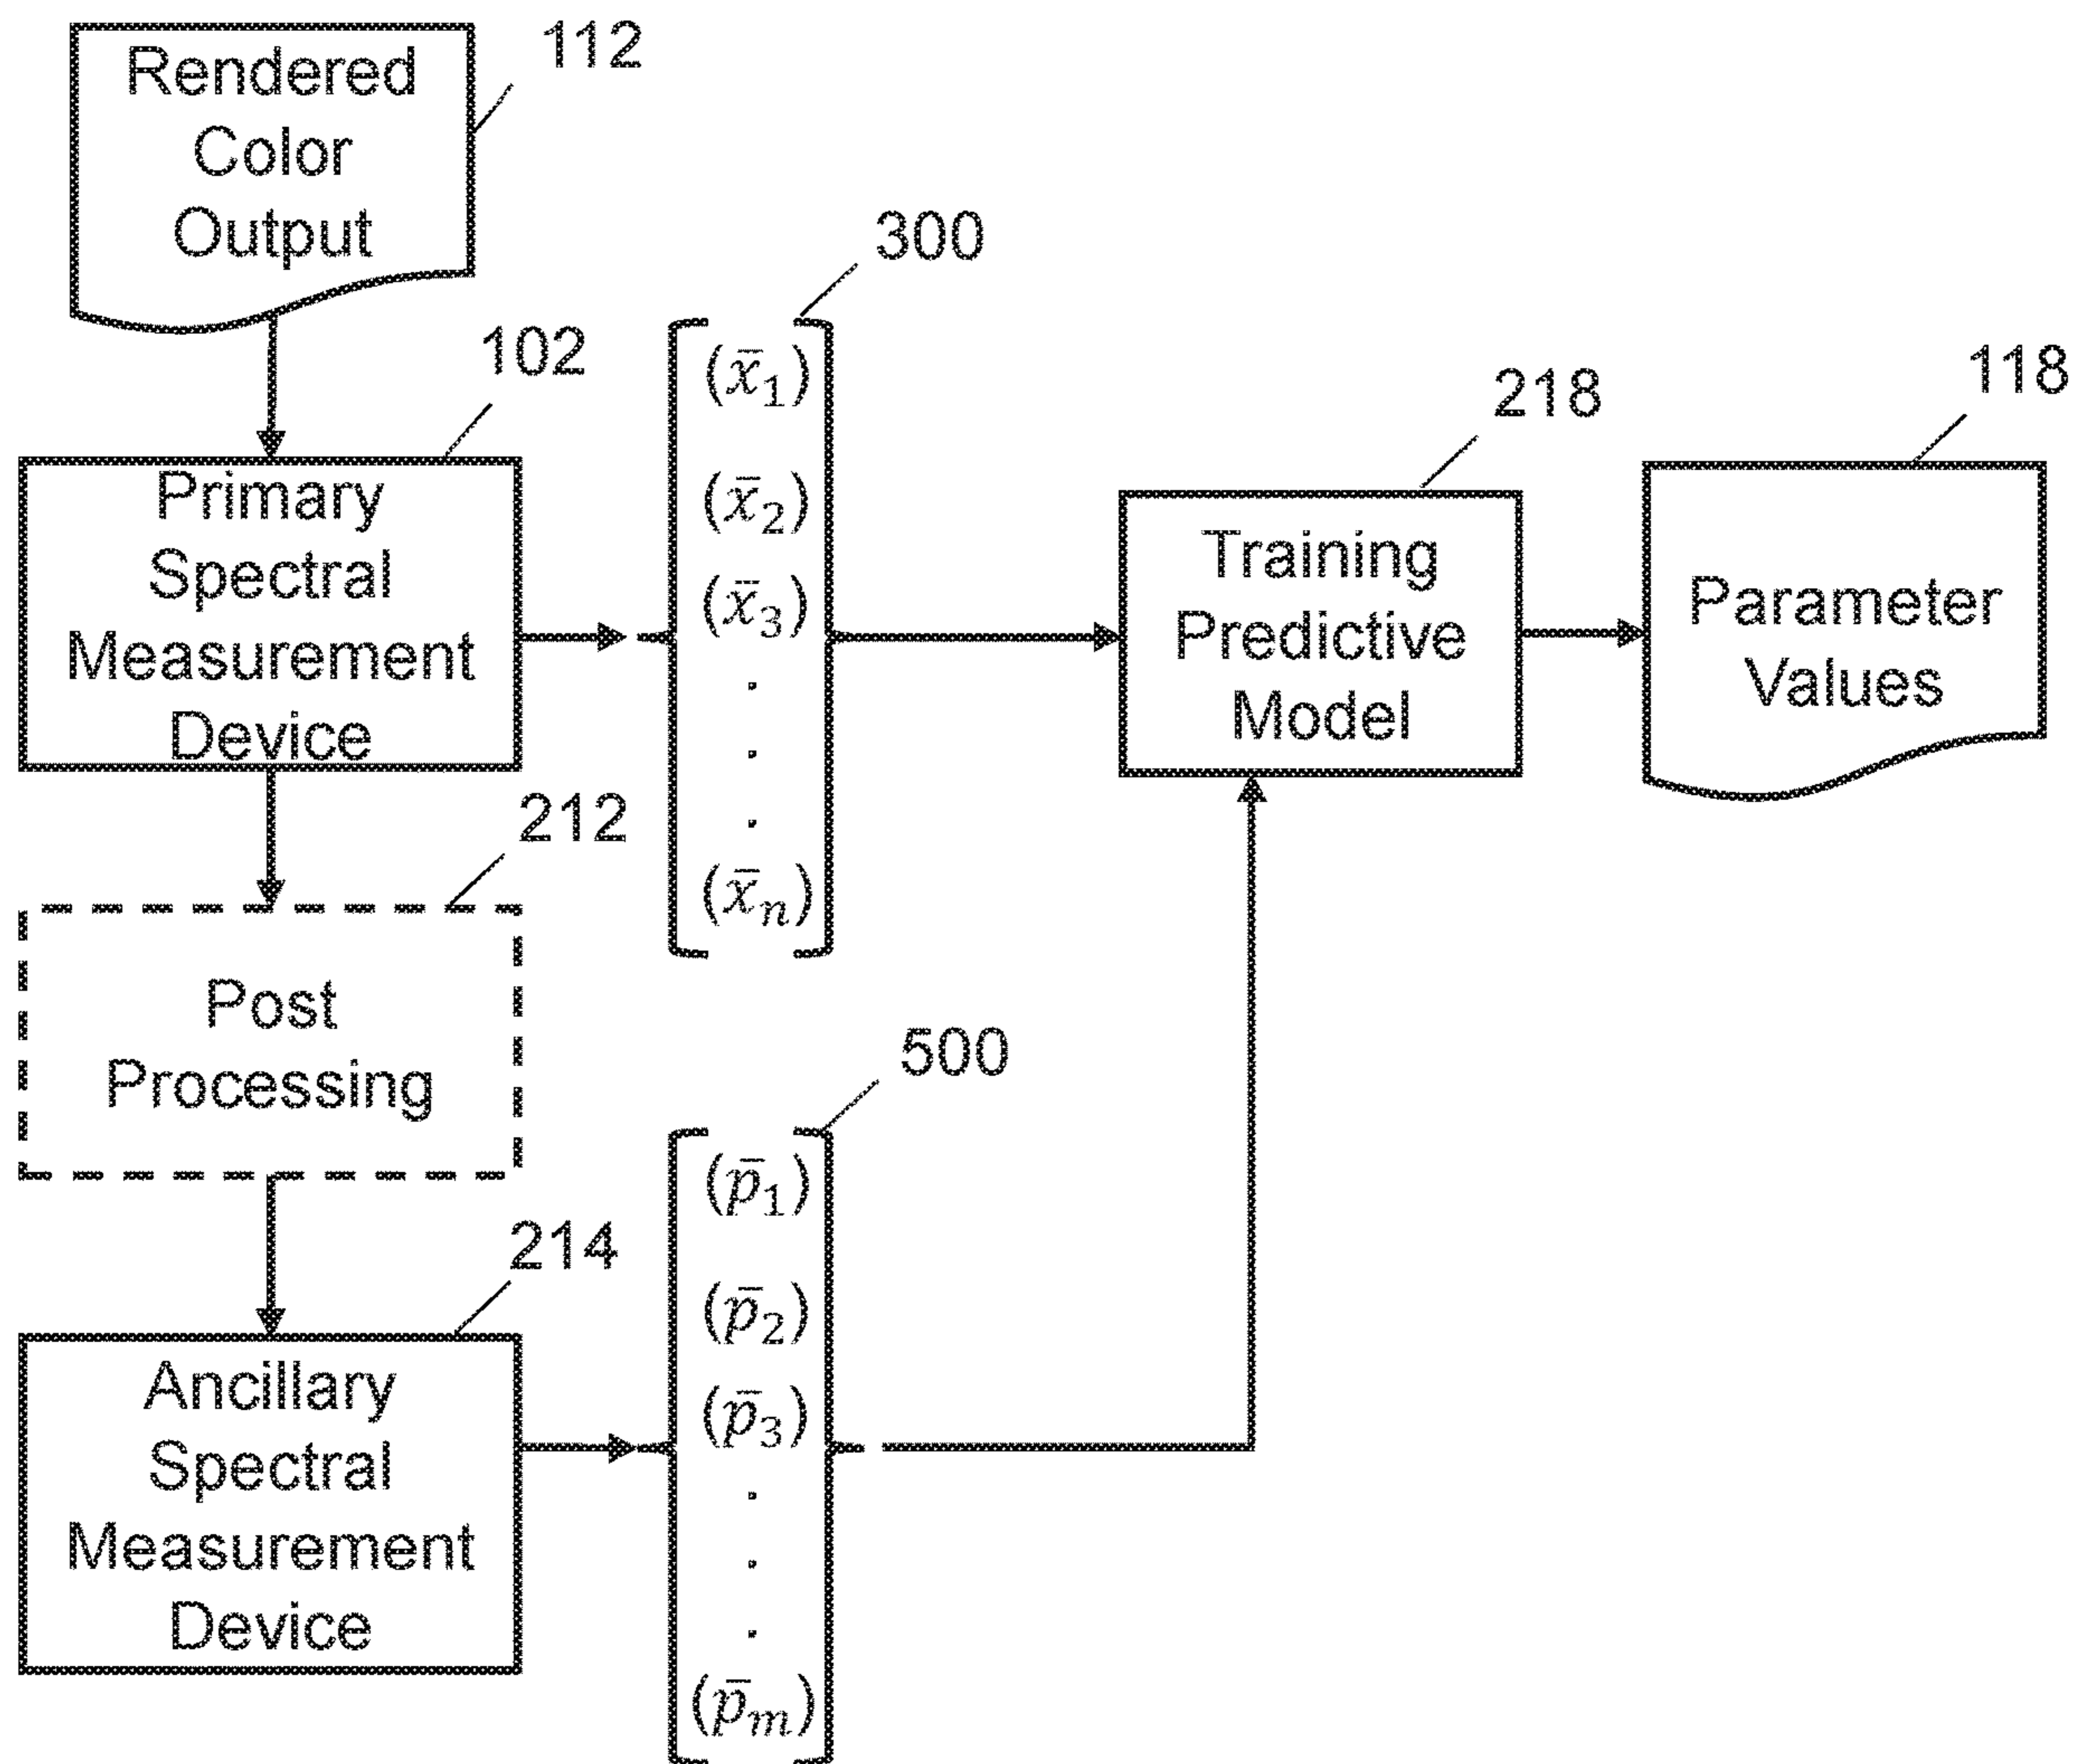 Rendered
Color
Output
112
102
Primary
Spectral
Measurement
Device
300
(x̄₁)
(x̄₂)
(x̄₃)
.
.
.
(x̄ₙ)
218
Training
Predictive
Model
118
Parameter
Values
212
Post
Processing
214
Ancillary
Spectral
Measurement
Device
500
(p̄₁)
(p̄₂)
(p̄₃)
.
.
.
(p̄ₘ)